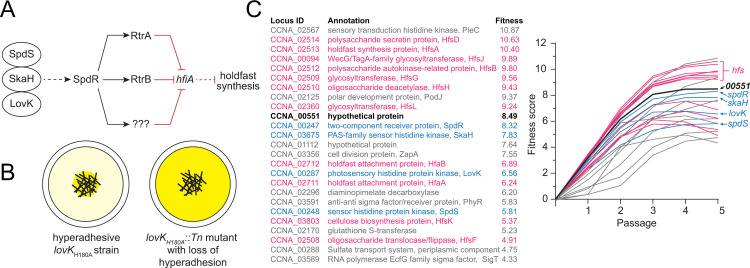 A
SpdS
SkaH
LovK
SpdR
RtrA
RtrB
???
hfiA
holdfast
synthesis
B
hyperadhesive
lovKH180A strain
lovKH180A::Tn mutant
with loss of
hyperadhesion
C
Locus ID Annotation Fitness
CCNA_02567 sensory transduction histidine kinase, PleC 10.87
CCNA_02514 polysaccharide secretin protein, HfsD 10.63
CCNA_02513 holdfast synthesis protein, HfsA 10.40
CCNA_00094 WecG/TagA-family glycosyltransferase, HfsJ 9.89
CCNA_02512 polysaccharide autokinase-related protein, HfsB 9.80
CCNA_02509 glycosyltransferase, HfsG 9.56
CCNA_02510 oligosaccharide deacetylase, HfsH 9.43
CCNA_02125 polar development protein, PodJ 9.37
CCNA_02360 glycosyltransferase, HfsL 9.24
CCNA_00551 hypothetical protein 8.49
CCNA_00247 two-component receiver protein, SpdR 8.32
CCNA_03675 PAS-family sensor histidine kinase, SkaH 7.83
CCNA_01112 hypothetical protein 7.64
CCNA_03356 cell division protein, ZapA 7.55
CCNA_02712 holdfast attachment protein, HfaB 6.89
CCNA_00287 photosensory histidine kinase, LovK 6.56
CCNA_02711 holdfast attachment protein, HfaA 6.24
CCNA_02296 diaminopimelate decarboxylase 6.20
CCNA_03591 anti-anti sigma factor/receiver protein, PhyR 5.83
CCNA_00248 sensor histidine protein kinase, SpdS 5.81
CCNA_03803 cellulose biosynthesis protein, HfsK 5.37
CCNA_02170 glutathione S-transferase 5.23
CCNA_02508 oligosaccharide translocase/flippase, HfsF 4.91
CCNA_00288 Sulfate transport system, periplasmic component 4.75
CCNA_03589 RNA polymerase EcfG family sigma factor, SigT 4.33
Fitness score
12
10
8
6
4
2
0
1 2 3 4 5
Passage
hfs
00551
spdR
skaH
lovK
spdS